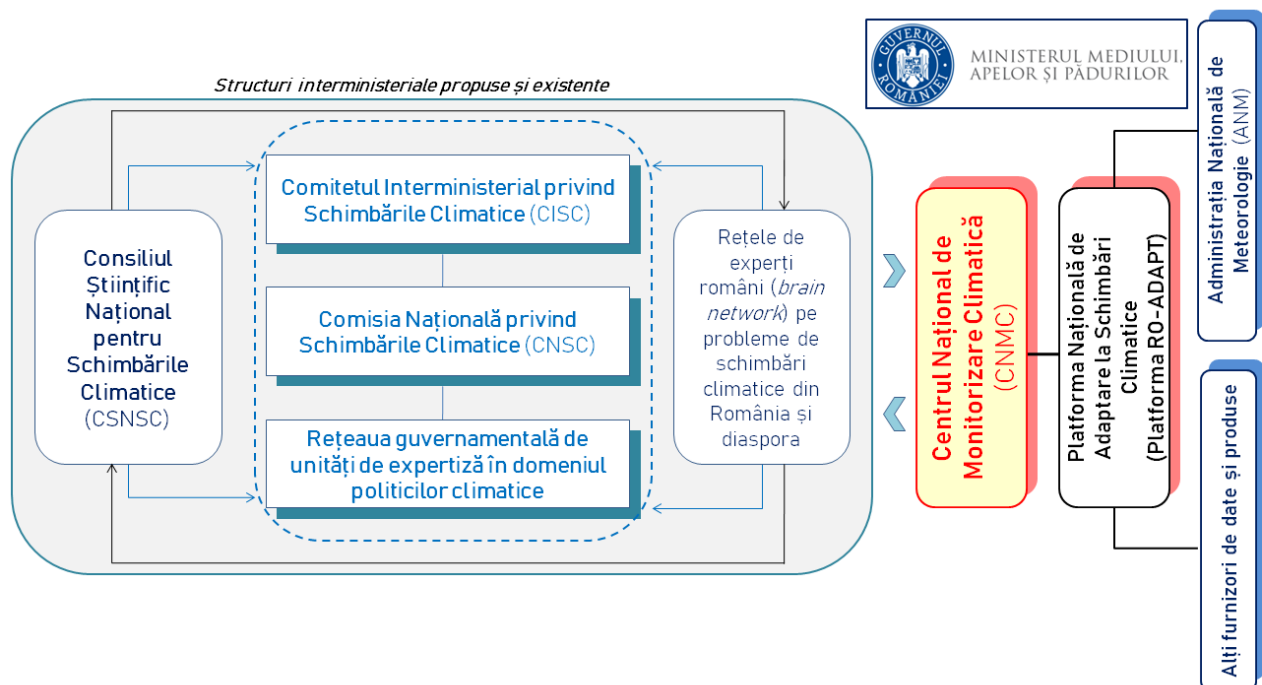 GUVERNUL ROMÂNIEI
MINISTERUL MEDIULUI,
APELOR ȘI PĂDURILOR
Structuri interministeriale propuse și existente
Consiliul
Științific
Național
pentru
Schimbările
Climatice
(CSNSC)
Comitetul Interministerial privind
Schimbările Climatice (CISC)
Comisia Națională privind
Schimbările Climatice (CNSC)
Rețeaua guvernamentală de
unități de expertiză în domeniul
politicilor climatice
Rețele de
experți
români (brain
network) pe
probleme de
schimbări
climatice din
România și
diaspora
Centrul Național de
Monitorizare Climatică
(CNMC)
Platforma Națională de
Adaptare la Schimbări
Climatice
(Platforma RO-ADAPT)
Administrația Națională de
Meteorologie (ANM)
Alți furnizori de date și produse